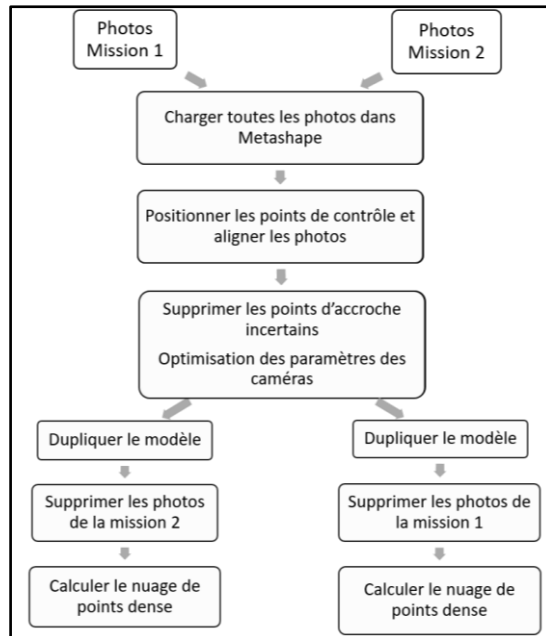 Photos
Mission 1
Photos
Mission 2
Charger toutes les photos dans
Metashape
Positionner les points de contrôle et
aligner les photos
Supprimer les points d'accroche
incertains
Optimisation des paramètres des
caméras
Dupliquer le modèle
Dupliquer le modèle
Supprimer les photos
de la mission 2
Supprimer les photos de
la mission 1
Calculer le nuage de
points dense
Calculer le nuage de
points dense